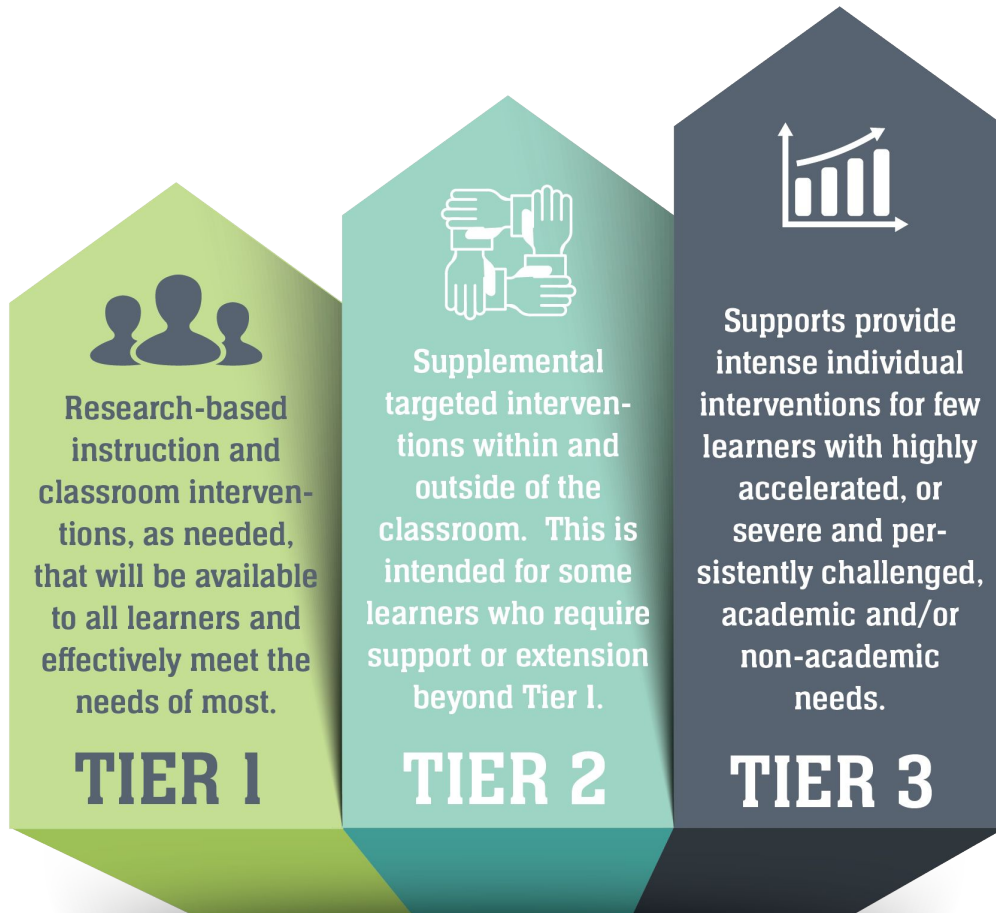 Research-based
instruction and
classroom interven-
tions, as needed,
that will be available
to all learners and
effectively meet the
needs of most.
TIER 1
Supplemental
targeted interven-
tions within and
outside of the
classroom.  This is
intended for some
learners who require
support or extension
beyond Tier 1.
TIER 2
Supports provide
intense individual
interventions for few
learners with highly
accelerated, or
severe and per-
sistently challenged,
academic and/or
non-academic
needs.
TIER 3